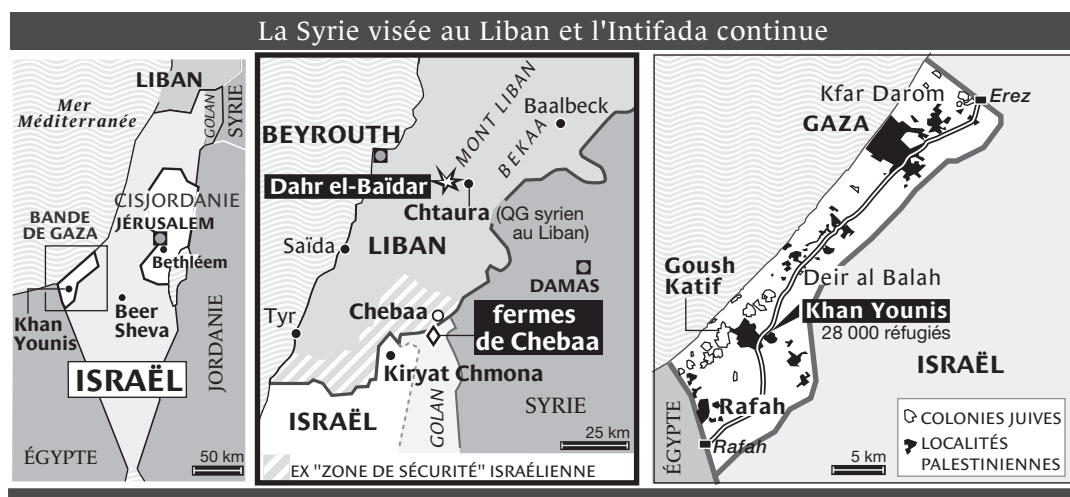 La Syrie visée au Liban et l'Intifada continue
LIBAN
Mer
Méditerranée
GOLAN
SYRIE
CISJORDANIE
BANDE
DE GAZA
JÉRUSALEM
Bethléem
Khan
Younis
Beer
Sheva
JORDANIE
ISRAËL
ÉGYPTE
50 km
BEYROUTH
MONT LIBAN
Baalbeck
BEKAA
Dahr el-Baïdar
Chtaura (QG syrien
au Liban)
Saïda
LIBAN
DAMAS
Chebaa
fermes
de Chebaa
Tyr
Kiryat Chmona
ISRAËL
GOLAN
SYRIE
25 km
EX "ZONE DE SÉCURITÉ" ISRAÉLIENNE
Kfar Darom
Erez
GAZA
Goush
Katif
Deir al Balah
Khan Younis
28 000 réfugiés
ISRAËL
Rafah
ÉGYPTE
Rafah
5 km
COLONIES JUIVES
LOCALITÉS
PALESTINIENNES